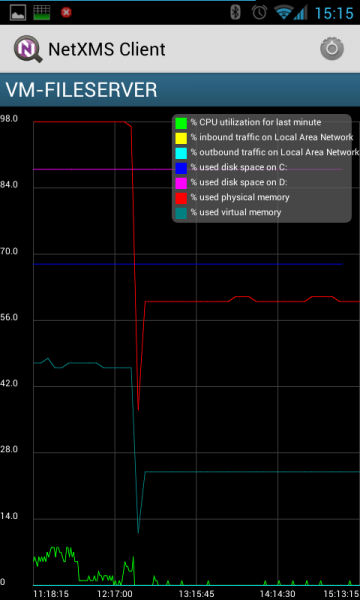 15:15
N
NetXMS Client
VM-FILESERVER
98.0
% CPU utilization for last minute
% inbound traffic on Local Area Network
% outbound traffic on Local Area Network
% used disk space on C:
% used disk space on D:
% used physical memory
% used virtual memory
84.0
70.0
56.0
42.0
28.0
14.0
0
11:18:15 12:17:00 13:15:45 14:14:30 15:13:15